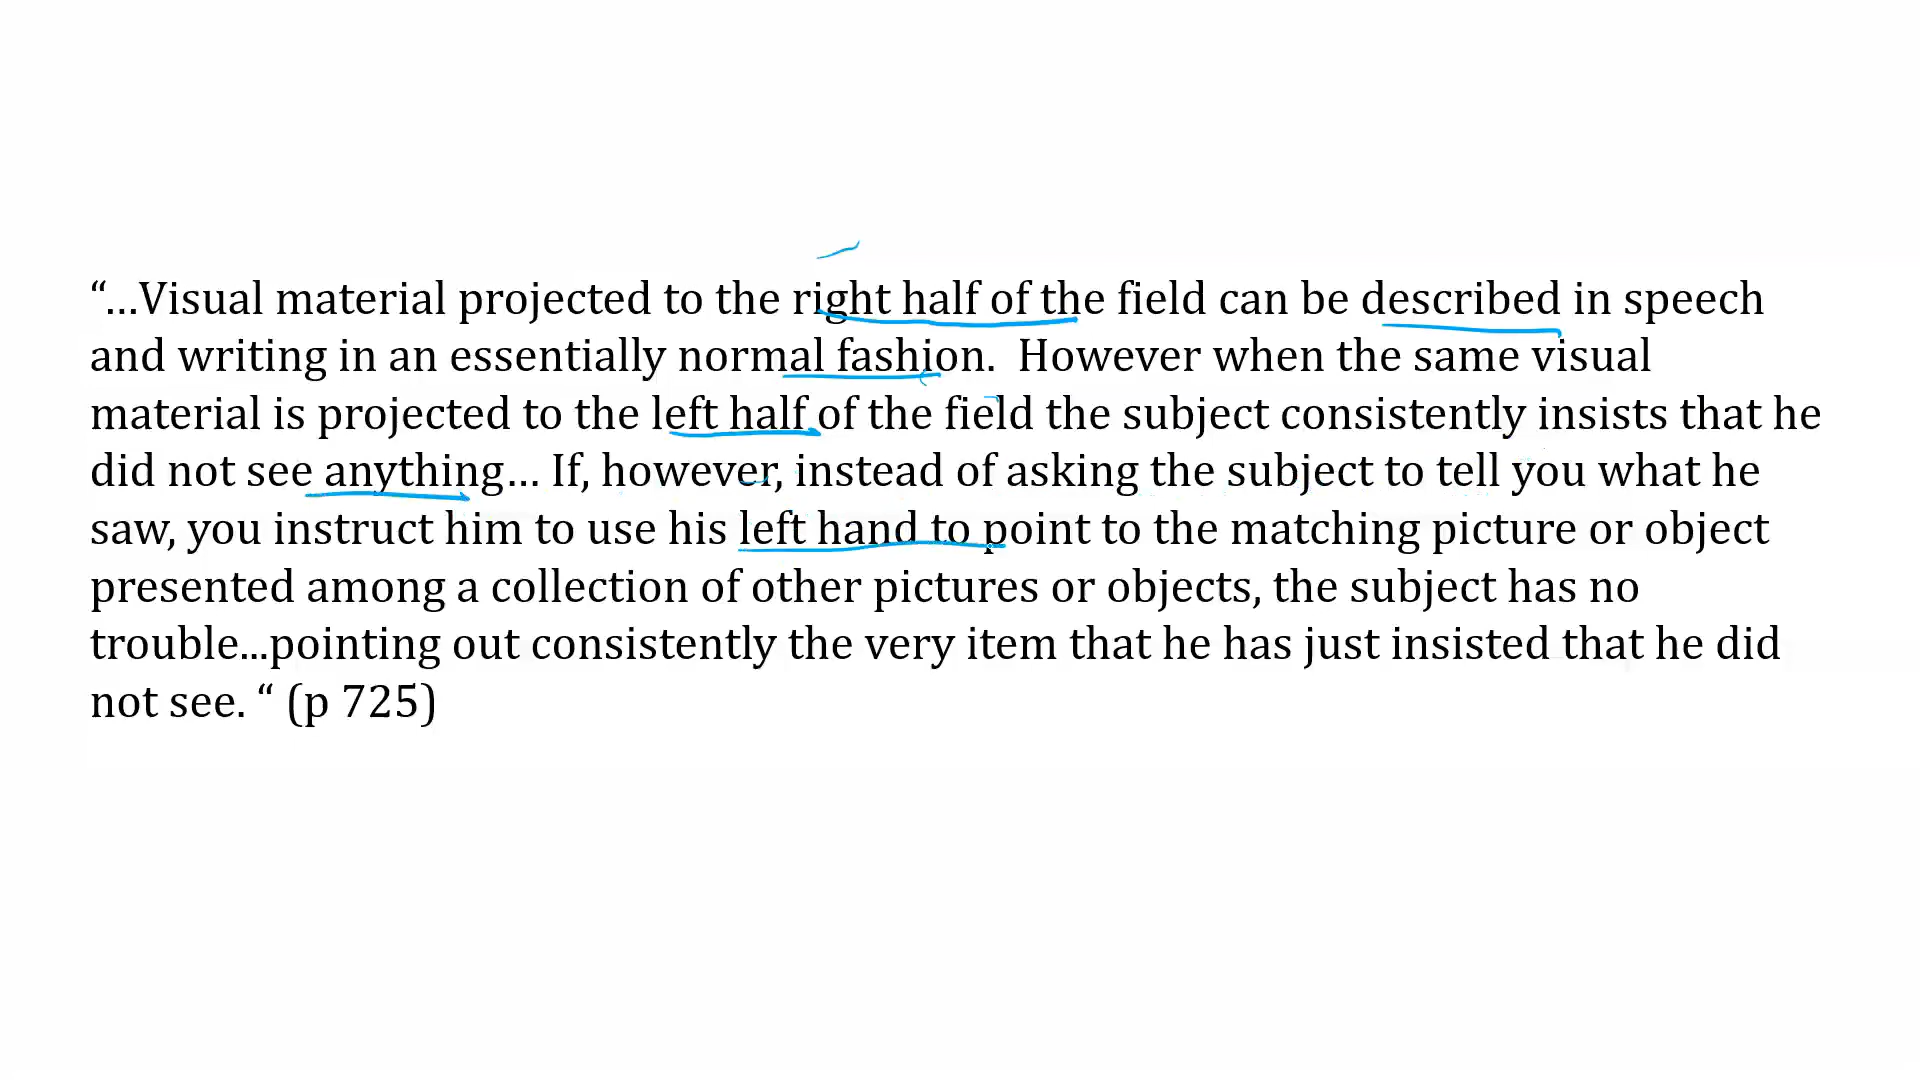 “...Visual material projected to the right half of the field can be described in speech
and writing in an essentially normal fashion.  However when the same visual
material is projected to the left half of the field the subject consistently insists that he
did not see anything... If, however, instead of asking the subject to tell you what he
saw, you instruct him to use his left hand to point to the matching picture or object
presented among a collection of other pictures or objects, the subject has no
trouble...pointing out consistently the very item that he has just insisted that he did
not see. “ (p 725)